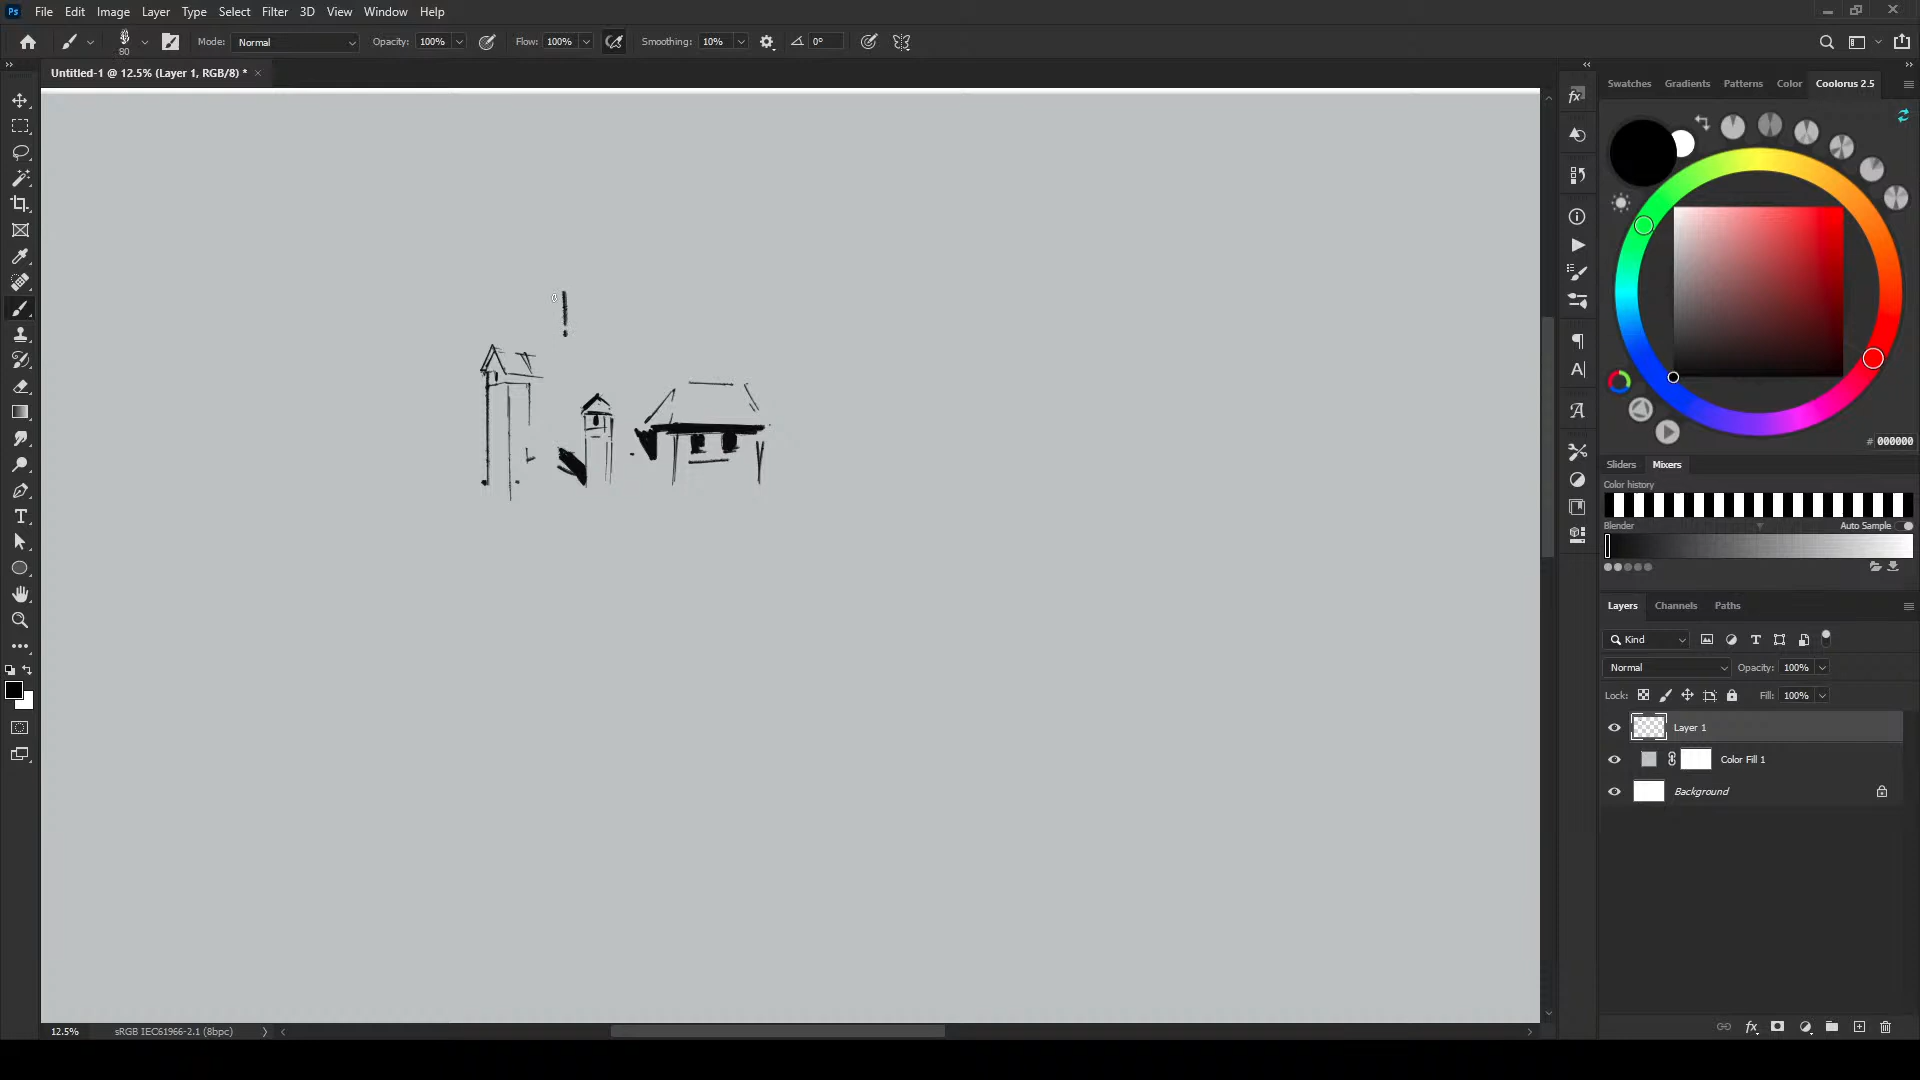 Ps File Edit Image Layer Type Select Filter 3D View Window Help
80 Mode: Normal Opacity: 100% Flow: 100% Smoothing: 10% 0°
Untitled-1 @ 12.5% (Layer 1, RGB/8) *
Swatches Gradients Patterns Color Coolorus 2.5
!
# 000000
Sliders Mixers
Color history
Blender Auto Sample
Layers Channels Paths
Kind
Normal Opacity: 100%
Lock: Fill: 100%
Layer 1
Color Fill 1
Background
12.5% sRGB IEC61966-2.1 (8bpc)